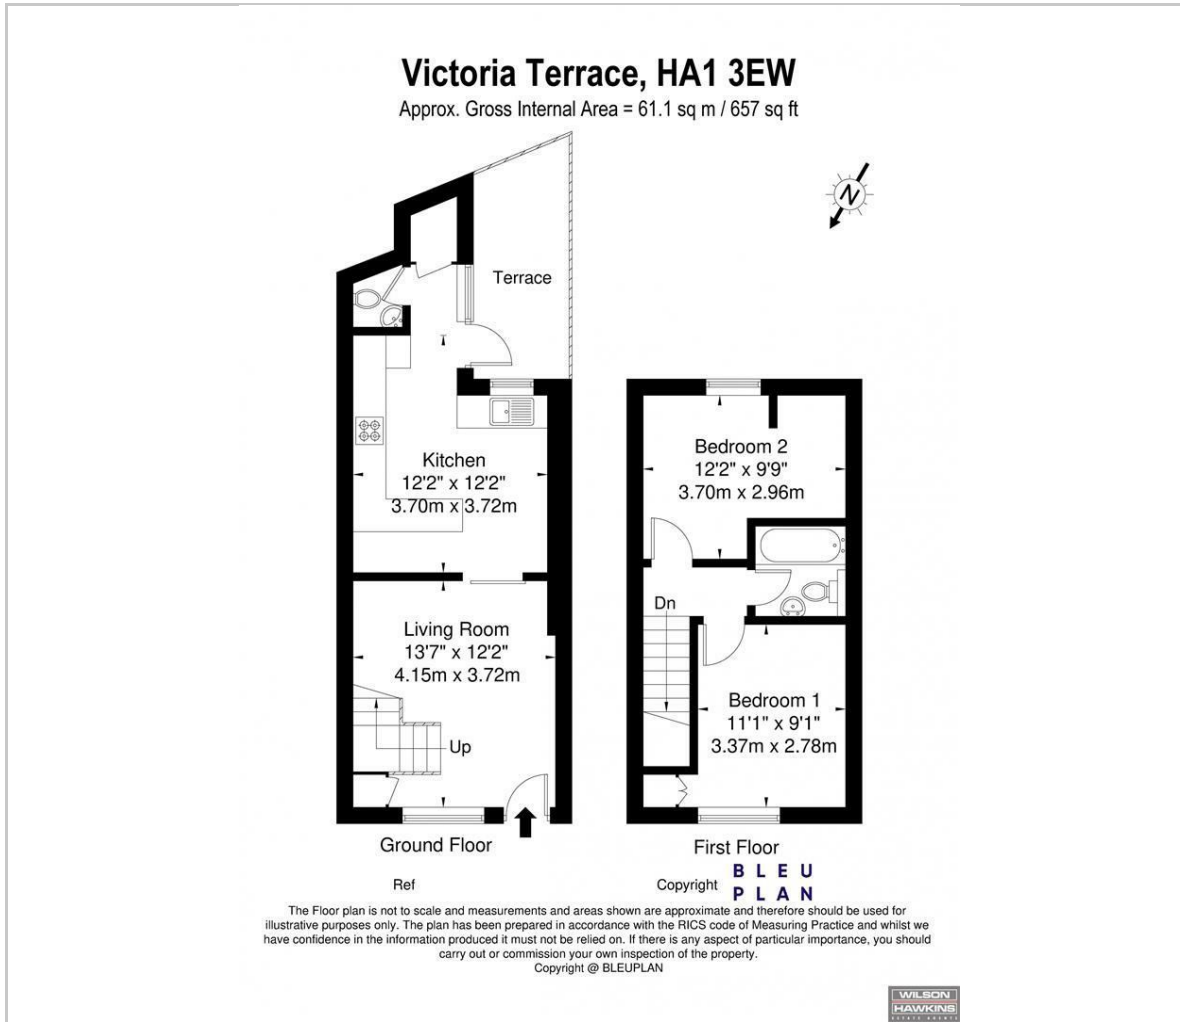 Victoria Terrace, HA1 3EW
Approx. Gross Internal Area = 61.1 sq m / 657 sq ft
N
Terrace
Kitchen
12'2" x 12'2"
3.70m x 3.72m
Living Room
13'7" x 12'2"
4.15m x 3.72m
Up
Ground Floor
Bedroom 2
12'2" x 9'9"
3.70m x 2.96m
Dn
Bedroom 1
11'1" x 9'1"
3.37m x 2.78m
First Floor
Ref
Copyright
BLEU
PLAN
The Floor plan is not to scale and measurements and areas shown are approximate and therefore should be used for
illustrative purposes only. The plan has been prepared in accordance with the RICS code of Measuring Practice and whilst we
have confidence in the information produced it must not be relied on. If there is any aspect of particular importance, you should
carry out or commission your own inspection of the property.
Copyright @ BLEUPLAN
WILSON
HAWKINS
ESTATE AGENTS